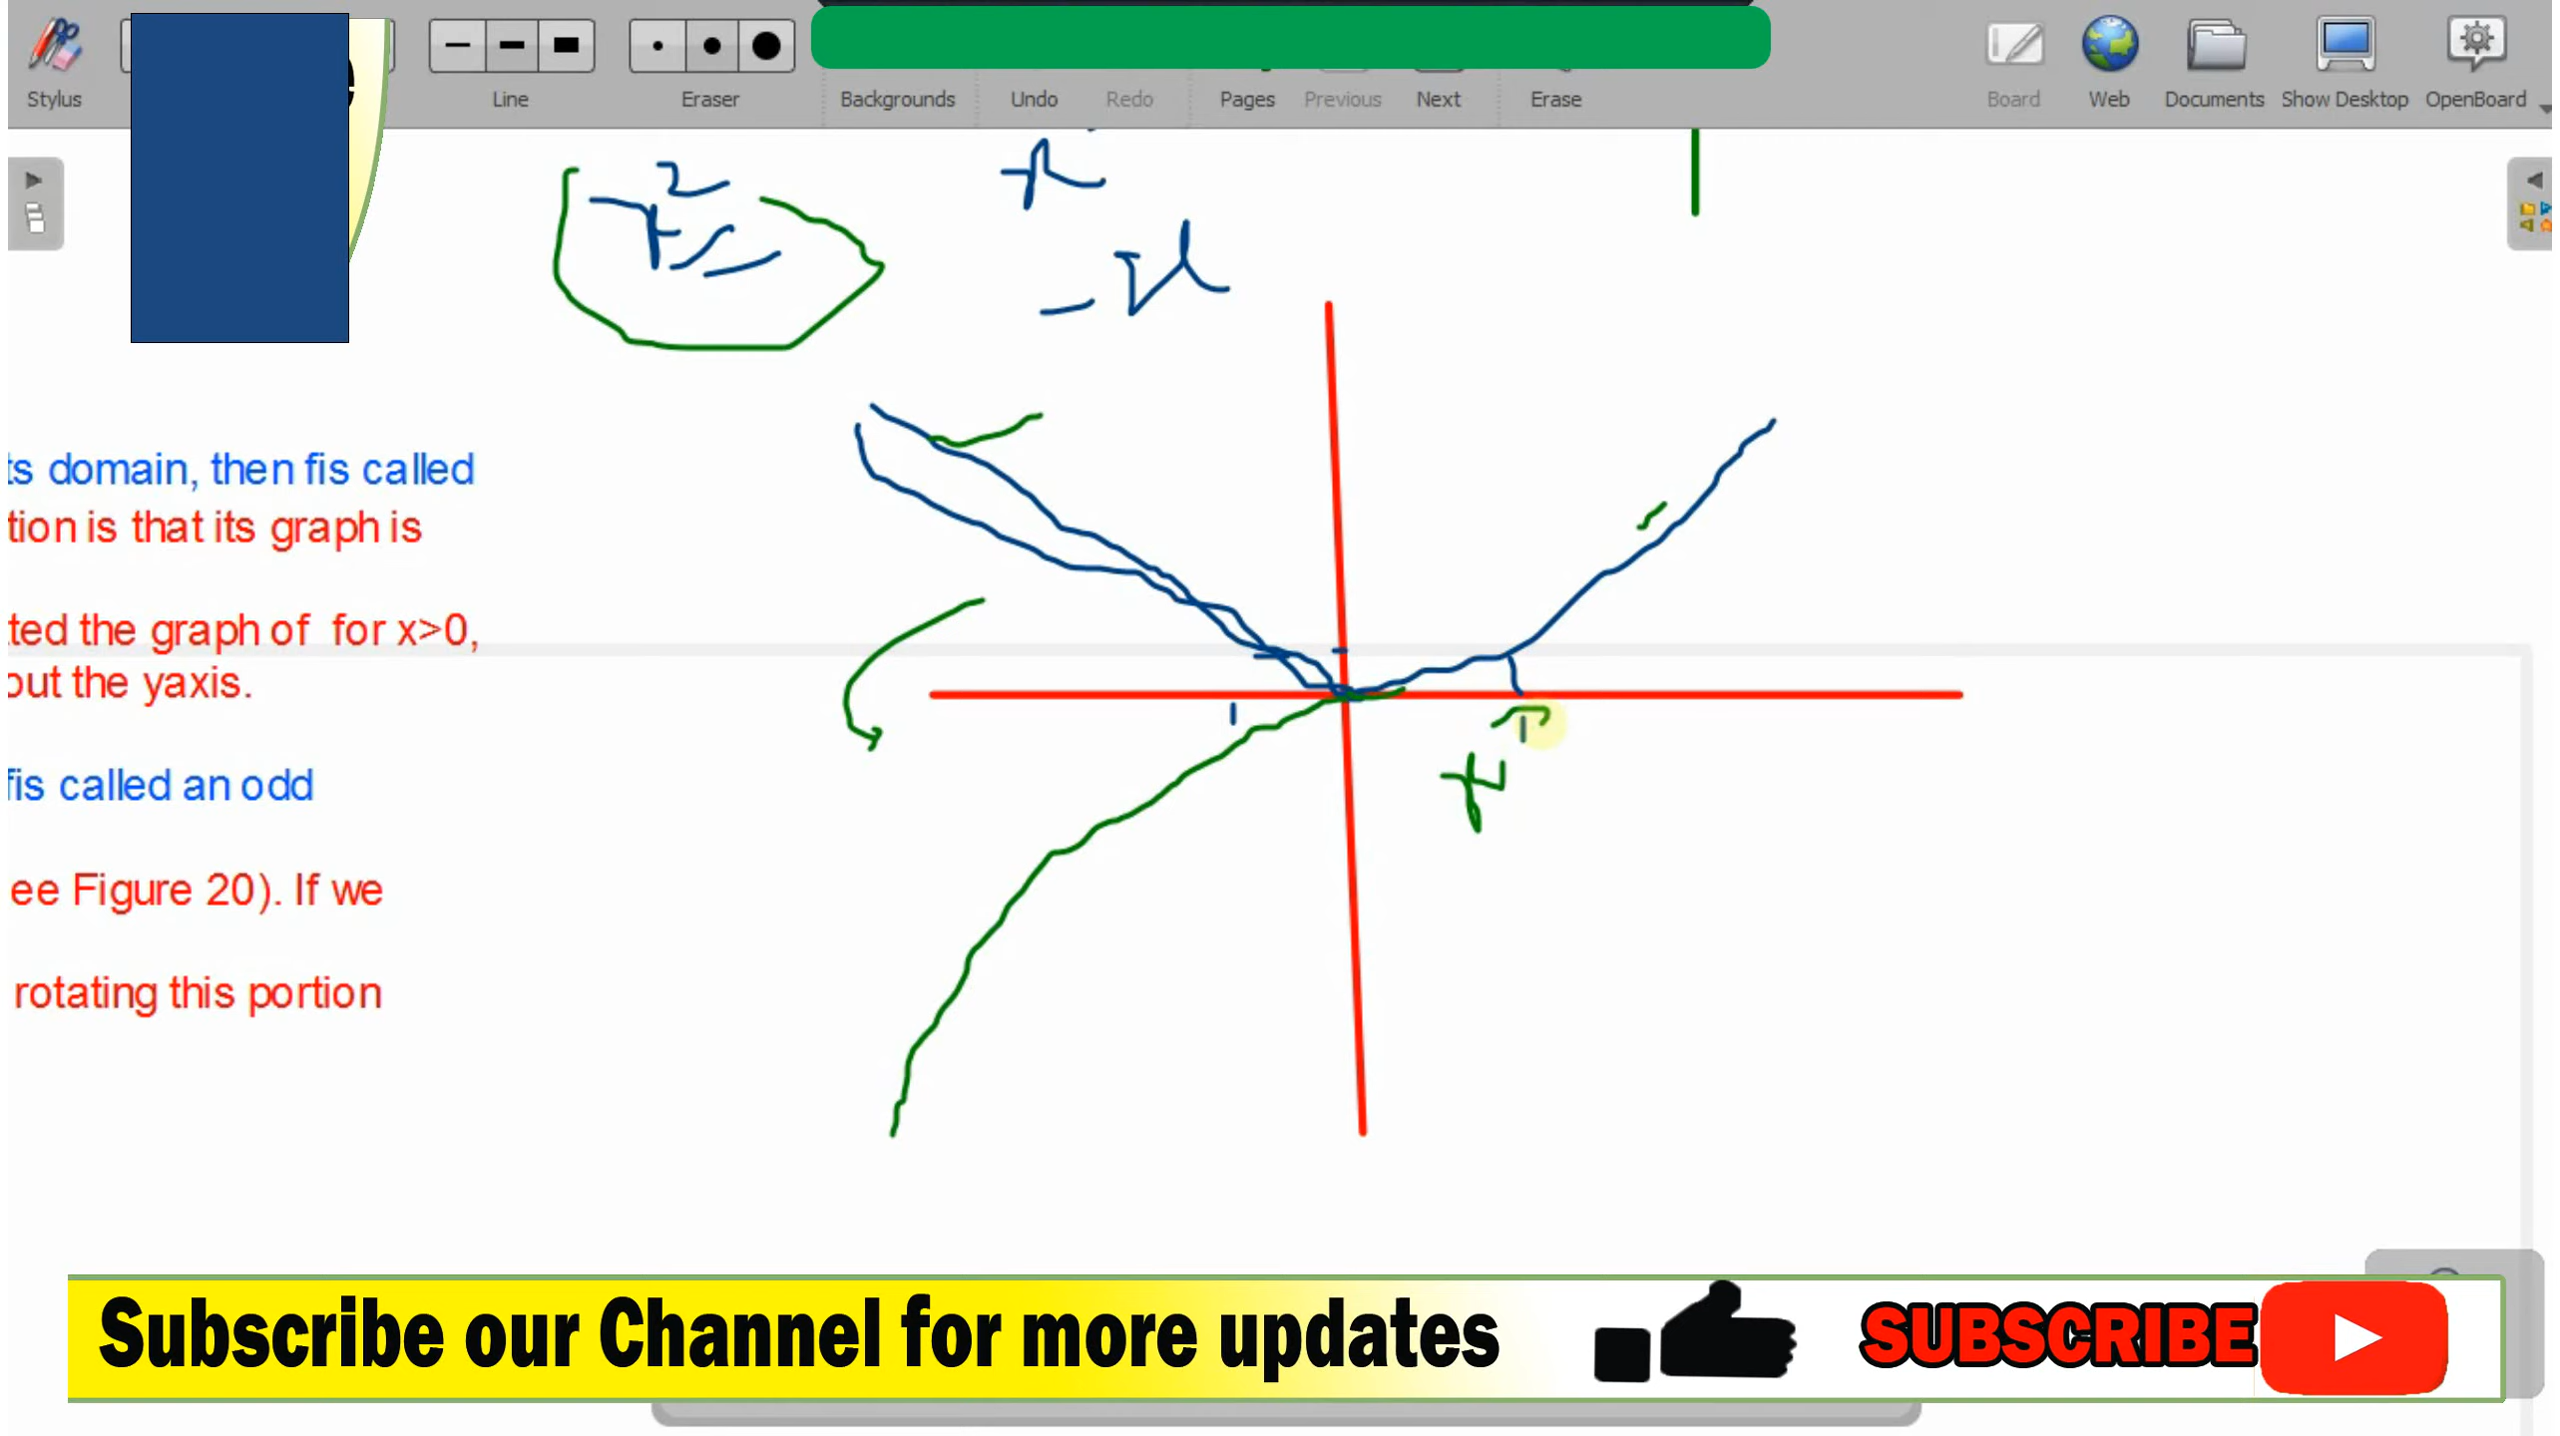 Stylus
Line
Eraser
Backgrounds
Undo
Redo
Pages
Previous
Next
Erase
Board
Web
Documents
Show Desktop
OpenBoard
2
ts domain, then fis called
tion is that its graph is
ted the graph of for x>0,
out the yaxis.
fis called an odd
ee Figure 20). If we
rotating this portion
Subscribe our Channel for more updates
SUBSCRIBE